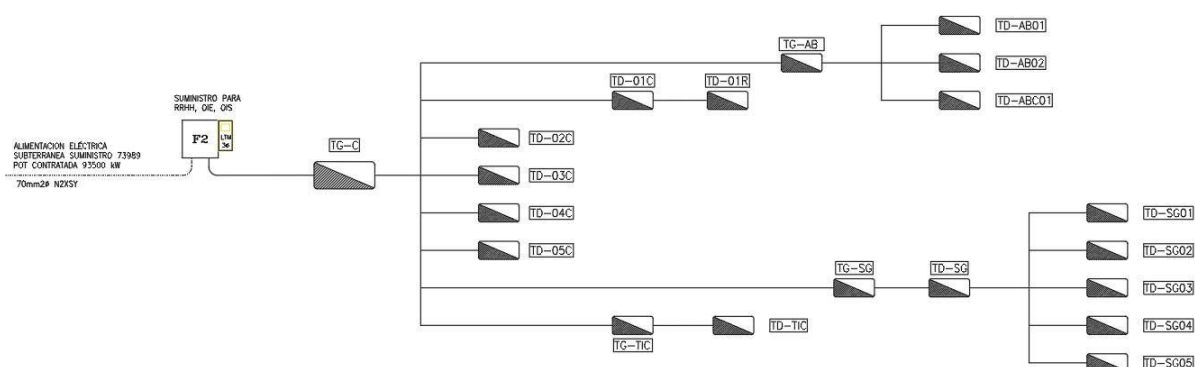 SUMINISTRO PARA
RRHH, OIE, OIS
F2
LTM
3ø
ALIMENTACION ELÉCTRICA
SUBTERRANEA SUMINISTRO 73989
POT CONTRATADA 93500 kW
70mm2ø N2XSY
TG-C
TG-AB
TD-AB01
TD-AB02
TD-ABC01
TD-01C
TD-01R
TD-02C
TD-03C
TD-04C
TD-05C
TG-SG
TD-SG
TD-SG01
TD-SG02
TD-SG03
TD-SG04
TD-SG05
TG-TIC
TD-TIC